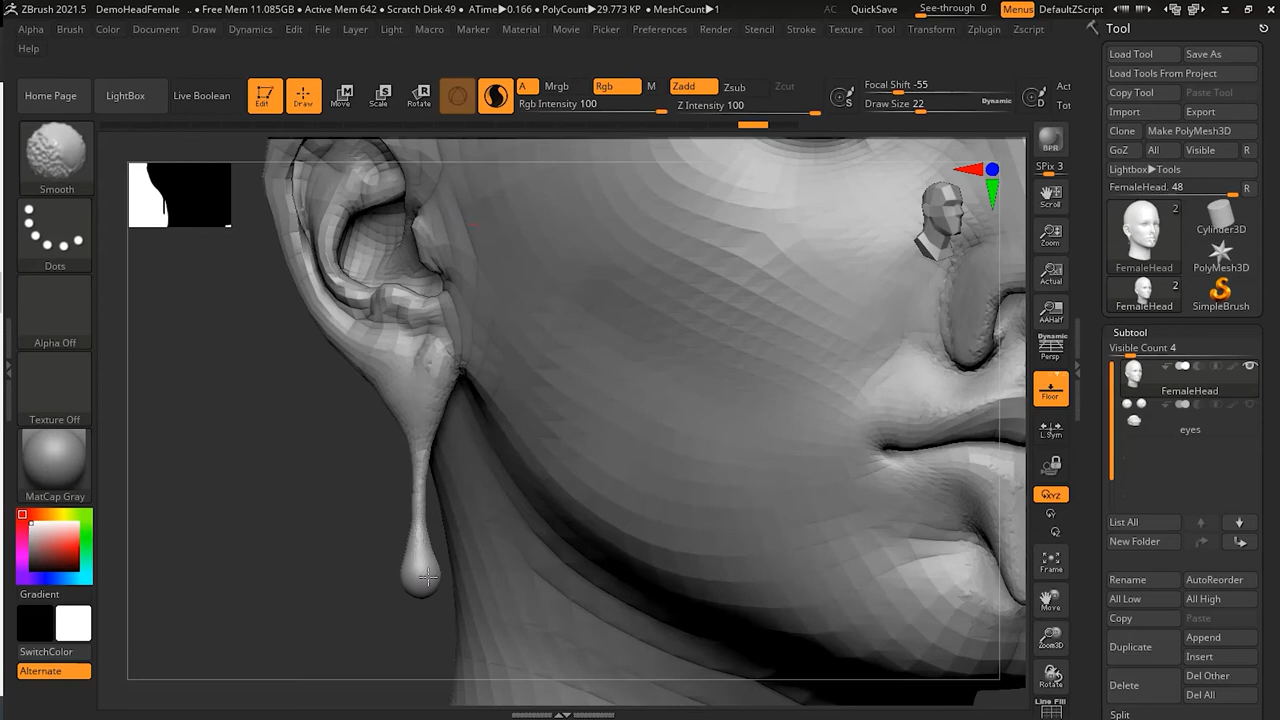 ZBrush 2021.5 DemoHeadFemale .. • Free Mem 11.085GB • Active Mem 642 • Scratch Disk 49 • ATime▶0.166 • PolyCount▶29.773 KP • MeshCount▶1 AC QuickSave See-through 0 Menus DefaultZScript
Alpha Brush Color Document Draw Dynamics Edit File Layer Light Macro Marker Material Movie Picker Preferences Render Stencil Stroke Texture Tool Transform Zplugin Zscript
Help
Home Page LightBox Live Boolean Edit Draw Move Scale Rotate
A Mrgb Rgb M Zadd Zsub Zcut
Rgb Intensity 100 Z Intensity 100
S Focal Shift -55
Draw Size 22 Dynamic D
Act
Tot
Smooth
Dots
Alpha Off
Texture Off
MatCap Gray
Gradient
SwitchColor
Alternate
BPR
SPix 3
Scroll
Zoom
Actual
AAHalf
Dynamic
Persp
Floor
L.Sym
XYZ
Y
Z
Frame
Move
Zoom3D
Rotate
Line Fill
Tool
Load Tool Save As
Load Tools From Project
Copy Tool Paste Tool
Import Export
Clone Make PolyMesh3D
GoZ All Visible R
Lightbox▶Tools
FemaleHead. 48 R
2
FemaleHead Cylinder3D
PolyMesh3D
2
FemaleHead SimpleBrush
Subtool
Visible Count 4
FemaleHead
eyes
List All
New Folder
Rename AutoReorder
All Low All High
Copy Paste
Duplicate Append
Insert
Delete Del Other
Del All
Split